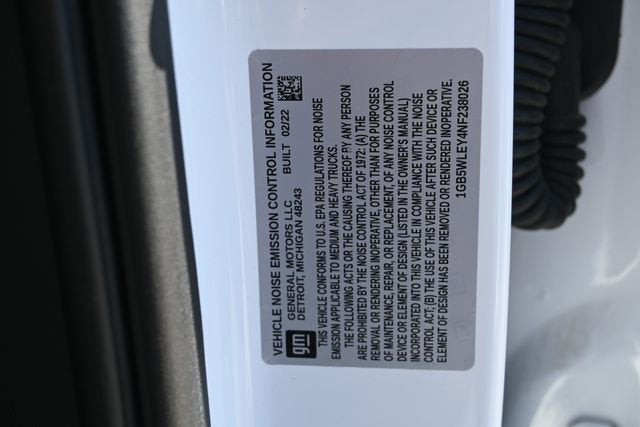 VEHICLE NOISE EMISSION CONTROL INFORMATION
gm
GENERAL MOTORS LLC BUILT 02/22
DETROIT, MICHIGAN 48243
THIS VEHICLE CONFORMS TO U.S. EPA REGULATIONS FOR NOISE
EMISSION APPLICABLE TO MEDIUM AND HEAVY TRUCKS.
THE FOLLOWING ACTS OR THE CAUSING THEREOF BY ANY PERSON
ARE PROHIBITED BY THE NOISE CONTROL ACT OF 1972: (A) THE
REMOVAL OR RENDERING INOPERATIVE, OTHER THAN FOR PURPOSES
OF MAINTENANCE, REPAIR, OR REPLACEMENT, OF ANY NOISE CONTROL
DEVICE OR ELEMENT OF DESIGN (LISTED IN THE OWNER'S MANUAL)
INCORPORATED INTO THIS VEHICLE IN COMPLIANCE WITH THE NOISE
CONTROL ACT; (B) THE USE OF THIS VEHICLE AFTER SUCH DEVICE OR
ELEMENT OF DESIGN HAS BEEN REMOVED OR RENDERED INOPERATIVE.
1GB5WLEY4NF238026